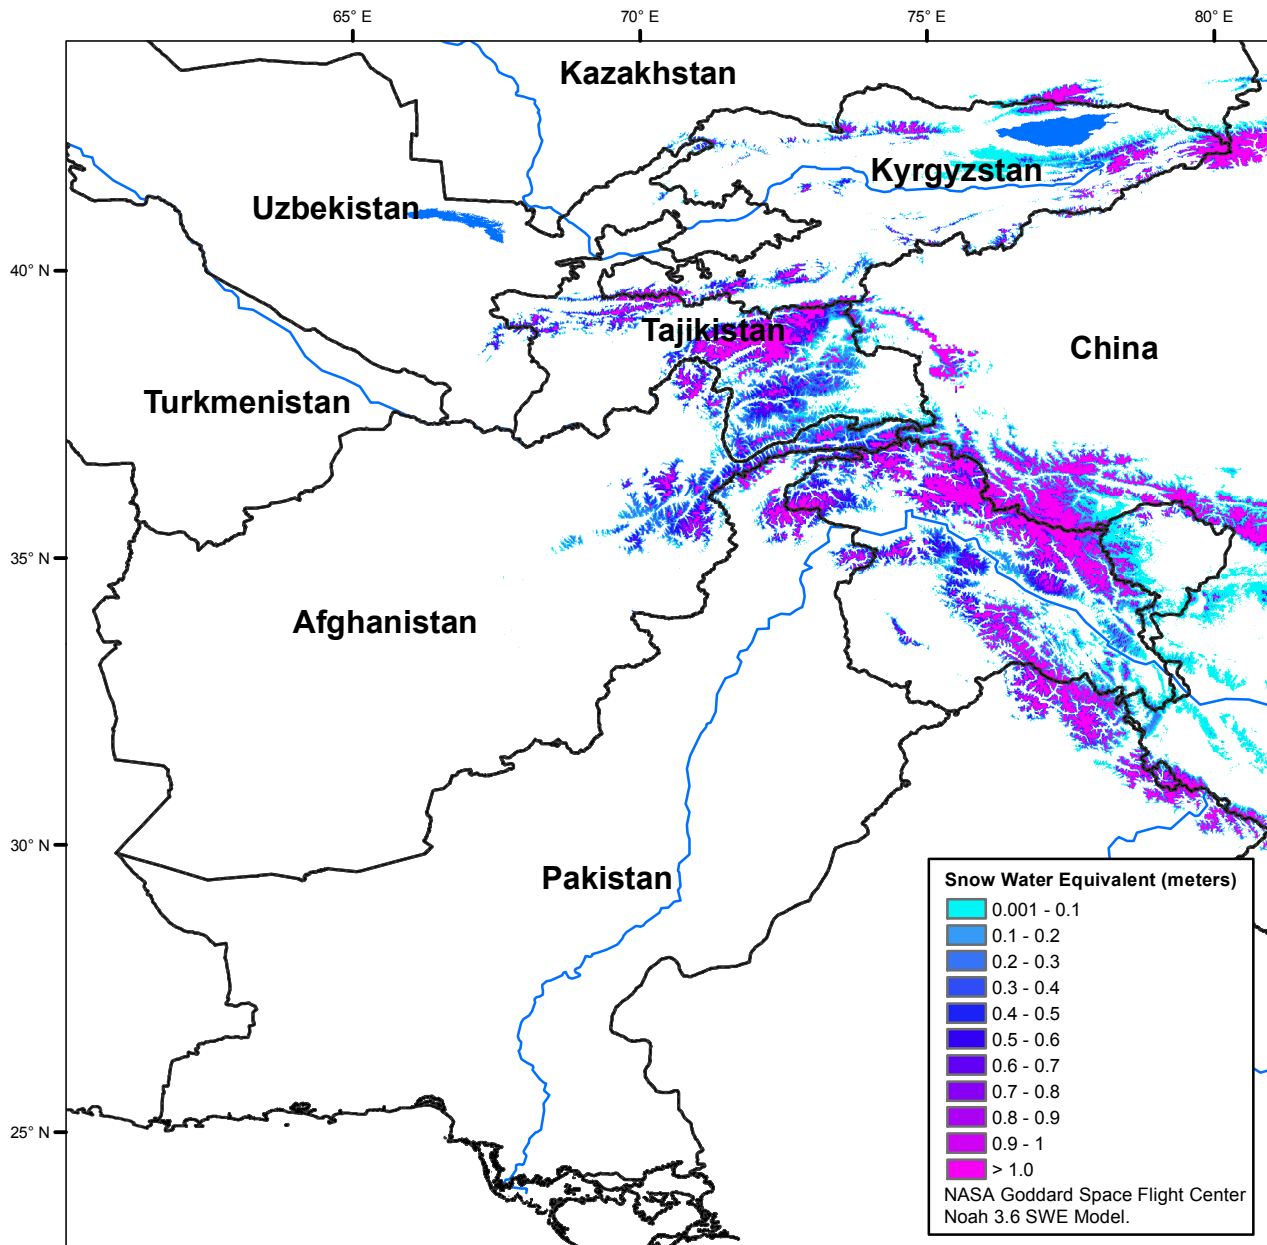 65° E
70° E
75° E
80° E
Kazakhstan
Kyrgyzstan
Uzbekistan
40° N
Tajikistan
China
Turkmenistan
35° N
Afghanistan
30° N
Pakistan
25° N
Snow Water Equivalent (meters)
0.001 - 0.1
0.1 - 0.2
0.2 - 0.3
0.3 - 0.4
0.4 - 0.5
0.5 - 0.6
0.6 - 0.7
0.7 - 0.8
0.8 - 0.9
0.9 - 1
> 1.0
NASA Goddard Space Flight Center
Noah 3.6 SWE Model.